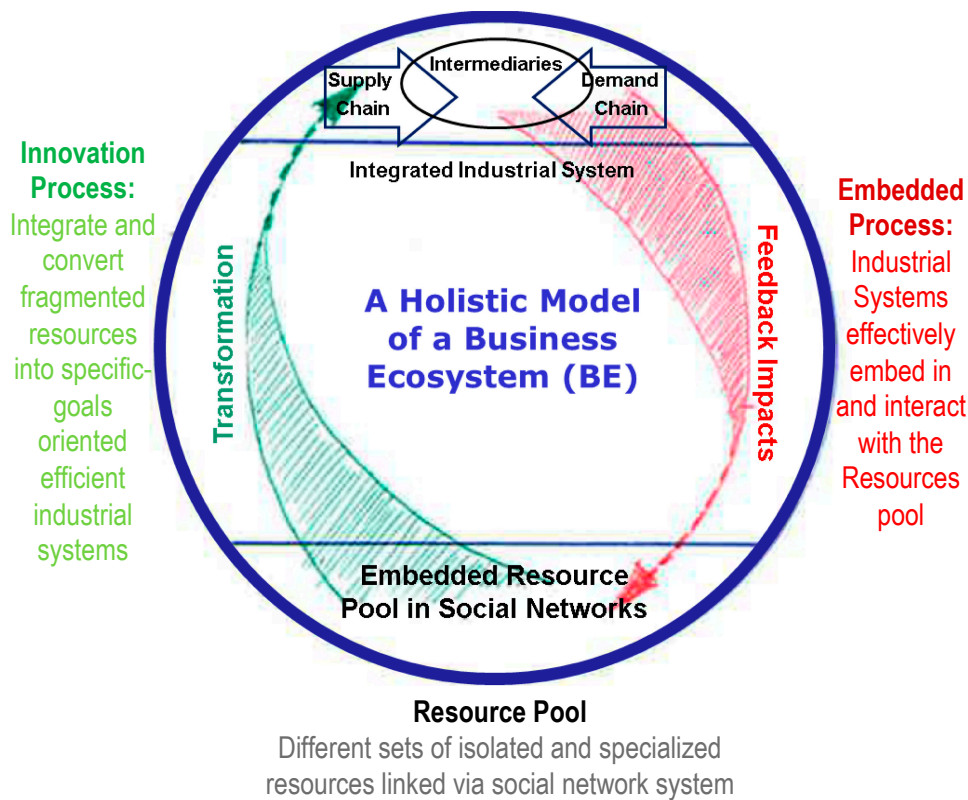 Intermediaries
Supply
Chain
Demand
Chain
Integrated Industrial System
Innovation
Process:
Integrate and
convert
fragmented
resources
into specific-
goals
oriented
efficient
industrial
systems
Transformation
A Holistic Model
of a Business
Ecosystem (BE)
Feedback Impacts
Embedded
Process:
Industrial
Systems
effectively
embed in
and interact
with the
Resources
pool
Embedded Resource
Pool in Social Networks
Resource Pool
Different sets of isolated and specialized
resources linked via social network system